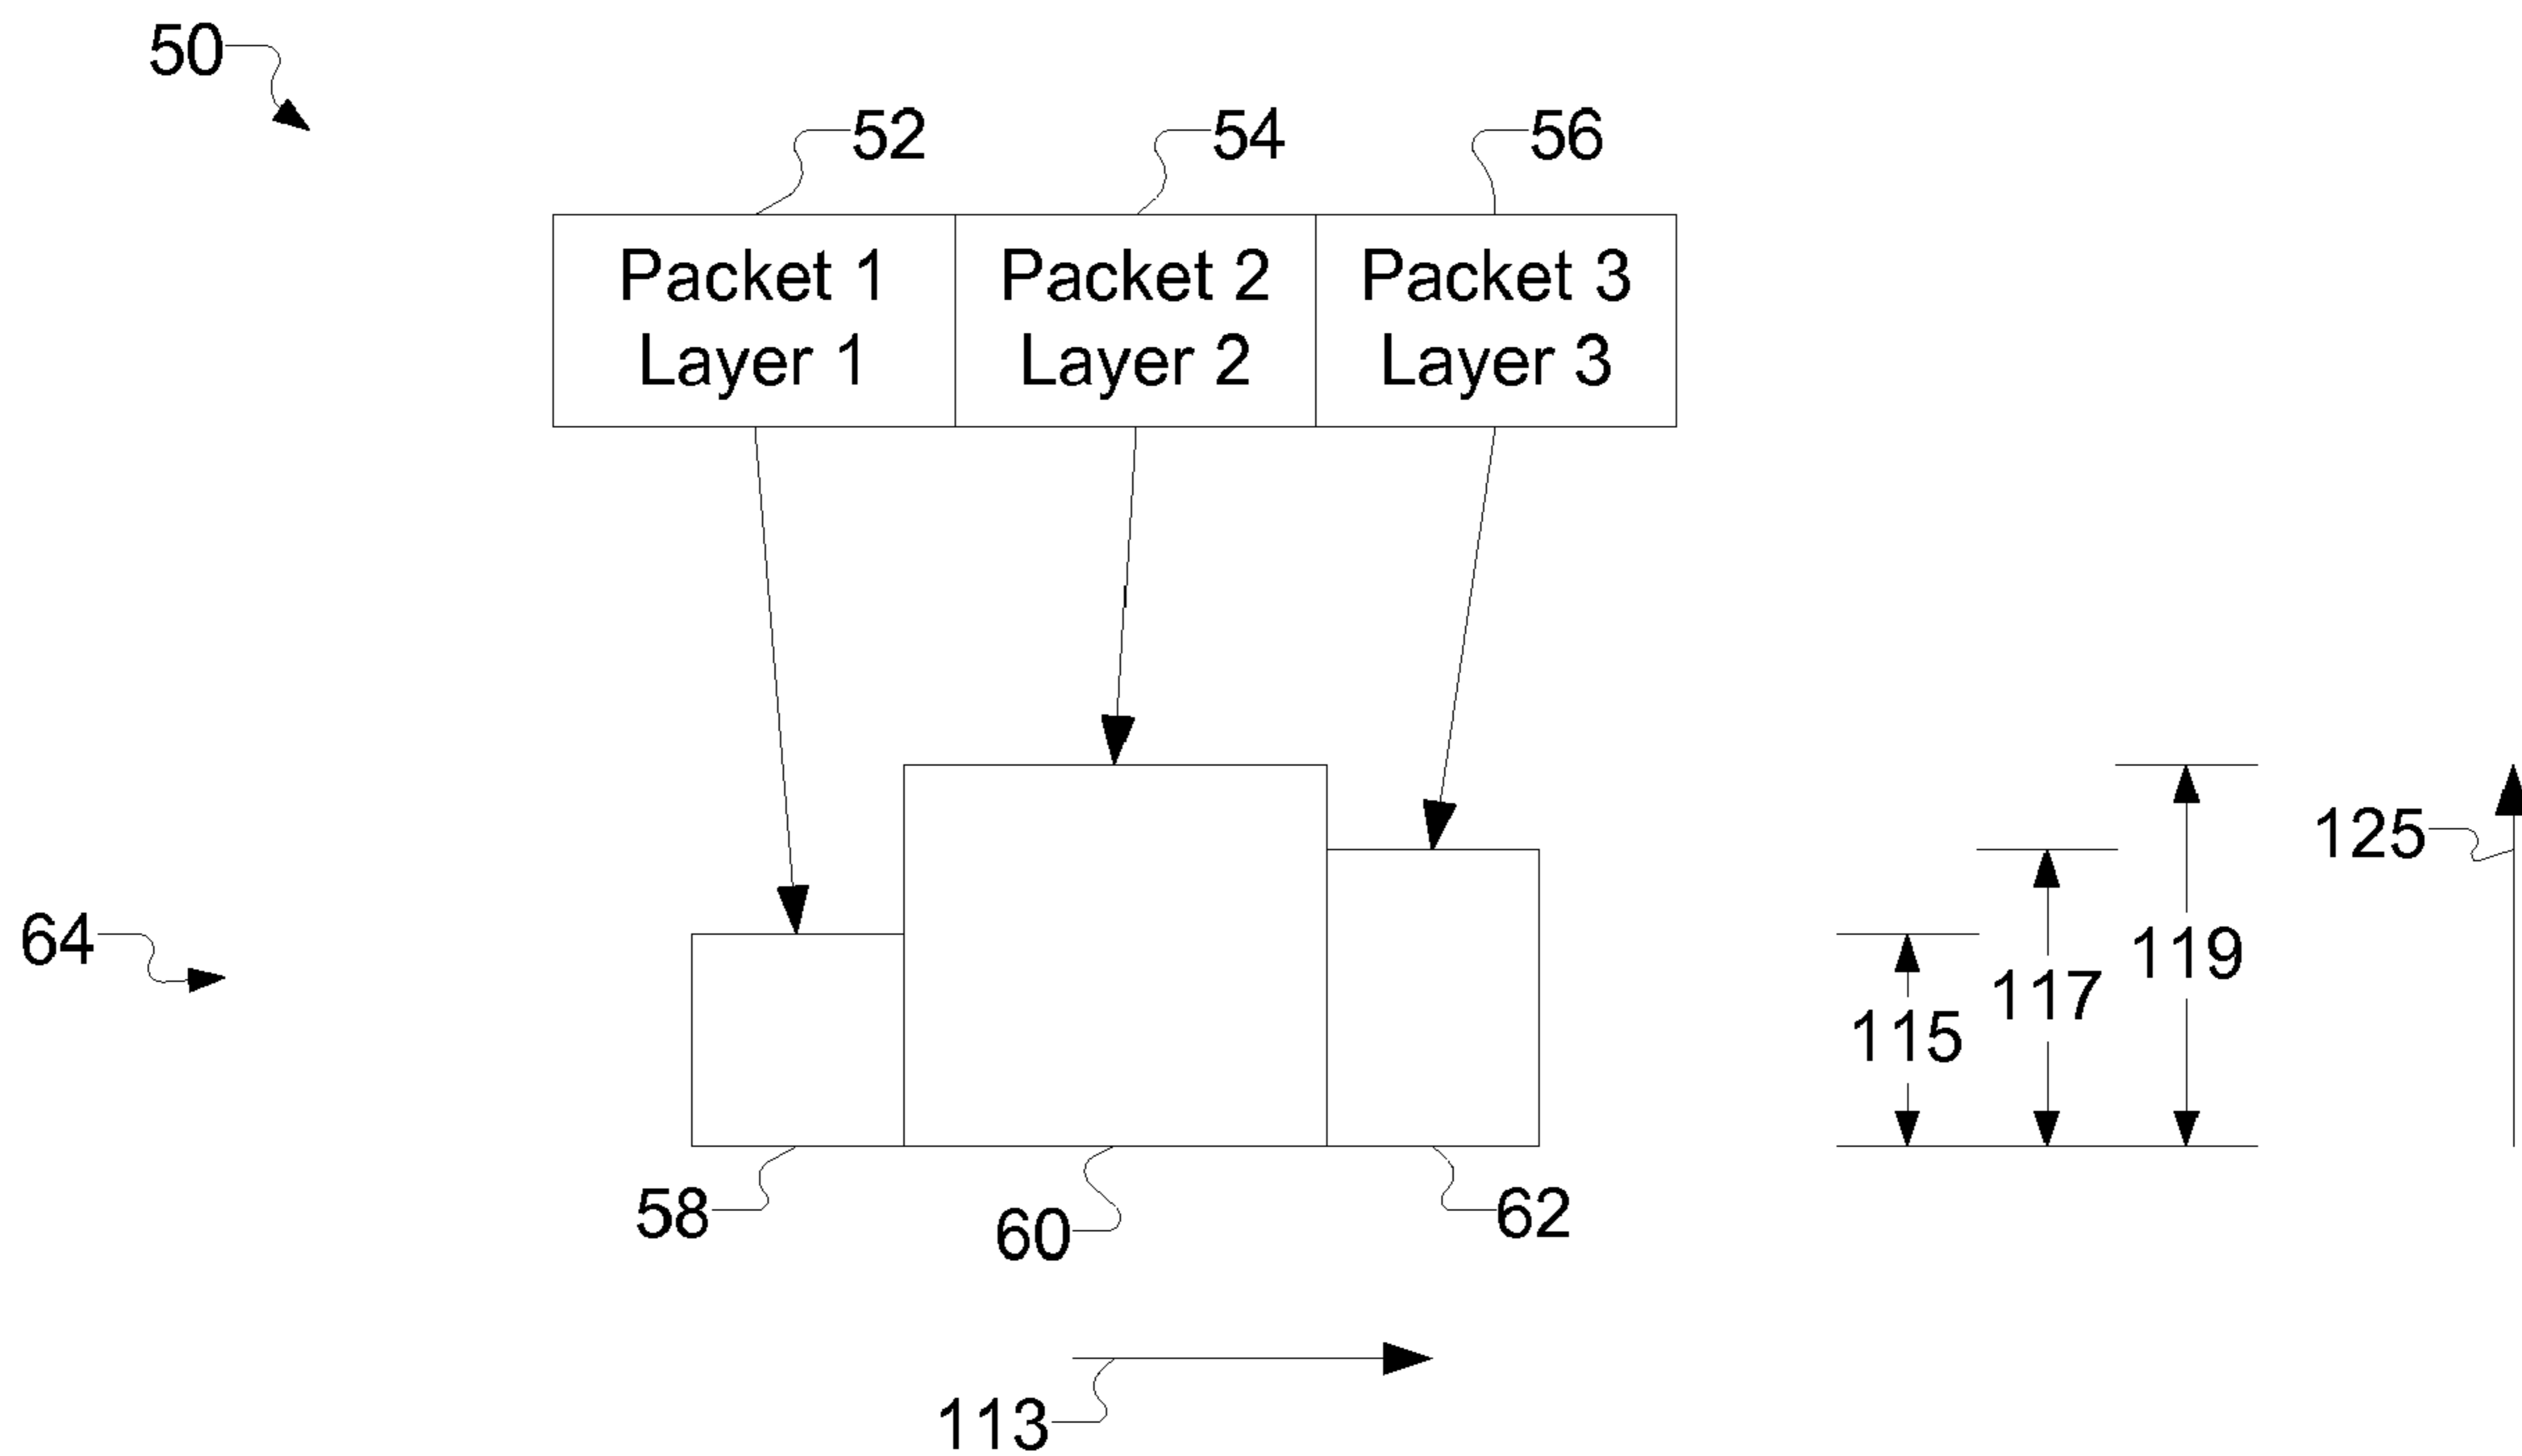 50
52
54
56
Packet 1
Layer 1
Packet 2
Layer 2
Packet 3
Layer 3
125
64
119
117
115
58
60
62
113